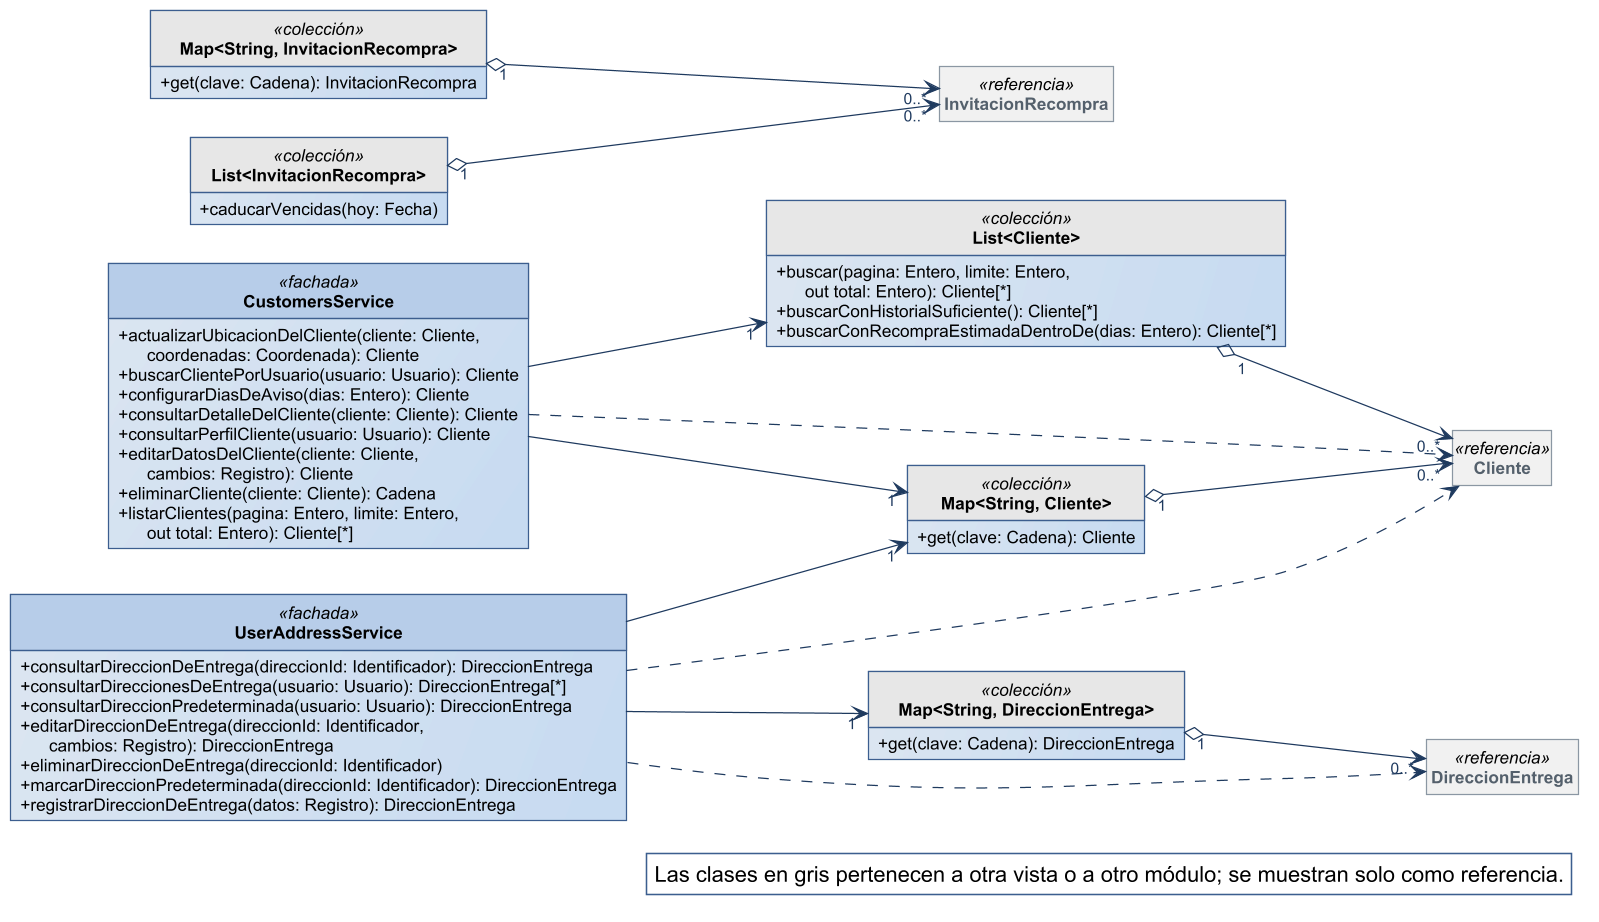 «colección»
Map<String, InvitacionRecompra>
+get(clave: Cadena): InvitacionRecompra
1
0..*
«referencia»
InvitacionRecompra
0..*
«colección»
List<InvitacionRecompra>
+caducarVencidas(hoy: Fecha)
1
«colección»
List<Cliente>
+buscar(pagina: Entero, limite: Entero,
out total: Entero): Cliente[*]
+buscarConHistorialSuficiente(): Cliente[*]
+buscarConRecompraEstimadaDentroDe(dias: Entero): Cliente[*]
1
«fachada»
CustomersService
+actualizarUbicacionDelCliente(cliente: Cliente,
coordenadas: Coordenada): Cliente
+buscarClientePorUsuario(usuario: Usuario): Cliente
+configurarDiasDeAviso(dias: Entero): Cliente
+consultarDetalleDelCliente(cliente: Cliente): Cliente
+consultarPerfilCliente(usuario: Usuario): Cliente
+editarDatosDelCliente(cliente: Cliente,
cambios: Registro): Cliente
+eliminarCliente(cliente: Cliente): Cadena
+listarClientes(pagina: Entero, limite: Entero,
out total: Entero): Cliente[*]
1
1
0..*
«referencia»
Cliente
0..*
«colección»
Map<String, Cliente>
+get(clave: Cadena): Cliente
1
1
«fachada»
UserAddressService
+consultarDireccionDeEntrega(direccionId: Identificador): DireccionEntrega
+consultarDireccionesDeEntrega(usuario: Usuario): DireccionEntrega[*]
+consultarDireccionPredeterminada(usuario: Usuario): DireccionEntrega
+editarDireccionDeEntrega(direccionId: Identificador,
cambios: Registro): DireccionEntrega
+eliminarDireccionDeEntrega(direccionId: Identificador)
+marcarDireccionPredeterminada(direccionId: Identificador): DireccionEntrega
+registrarDireccionDeEntrega(datos: Registro): DireccionEntrega
1
«colección»
Map<String, DireccionEntrega>
+get(clave: Cadena): DireccionEntrega
1
0..*
«referencia»
DireccionEntrega
Las clases en gris pertenecen a otra vista o a otro módulo; se muestran solo como referencia.